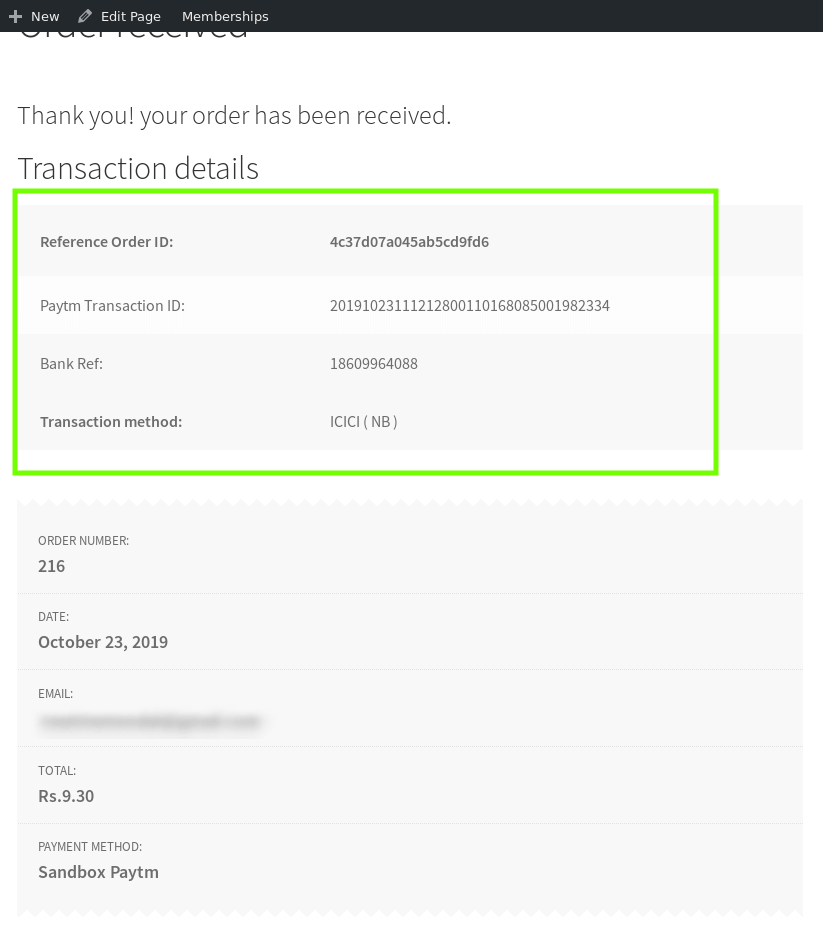 New Edit Page Memberships
Order received
Thank you! your order has been received.
Transaction details
Reference Order ID: 4c37d07a045ab5cd9fd6
Paytm Transaction ID: 20191023111212800110168085001982334
Bank Ref: 18609964088
Transaction method: ICICI ( NB )
ORDER NUMBER:
216
DATE:
October 23, 2019
EMAIL:
TOTAL:
Rs.9.30
PAYMENT METHOD:
Sandbox Paytm